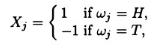 X_j = { 1 if ω_j = H,
-1 if ω_j = T,